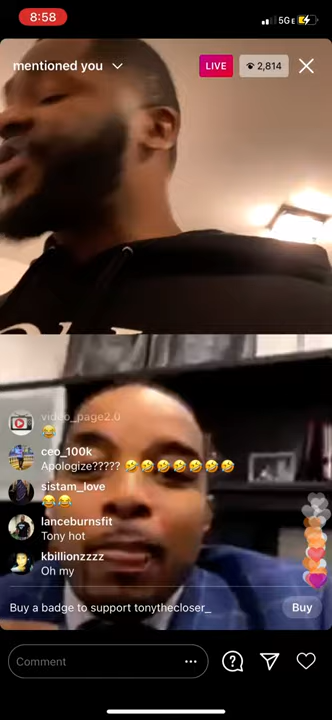 8:58
5GE
mentioned you
LIVE
2,814
video_page2.0
😂
ceo_100k
Apologize????? 🤣🤣🤣🤣🤣🤣🤣
sistam_love
😂😂
lanceburnsfit
Tony hot
kbillionzzzz
Oh my
Buy a badge to support tonythecloser_
Buy
Comment